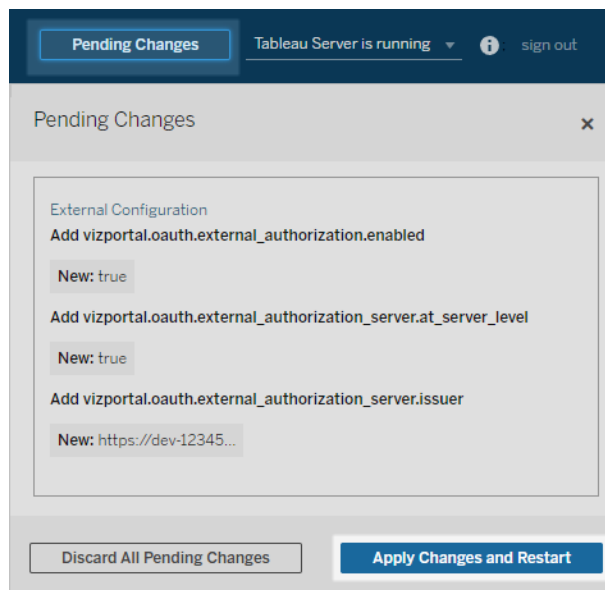 Pending Changes
Tableau Server is running
sign out
Pending Changes
External Configuration
Add vizportal.oauth.external_authorization.enabled
New: true
Add vizportal.oauth.external_authorization_server.at_server_level
New: true
Add vizportal.oauth.external_authorization_server.issuer
New: https://dev-12345...
Discard All Pending Changes
Apply Changes and Restart